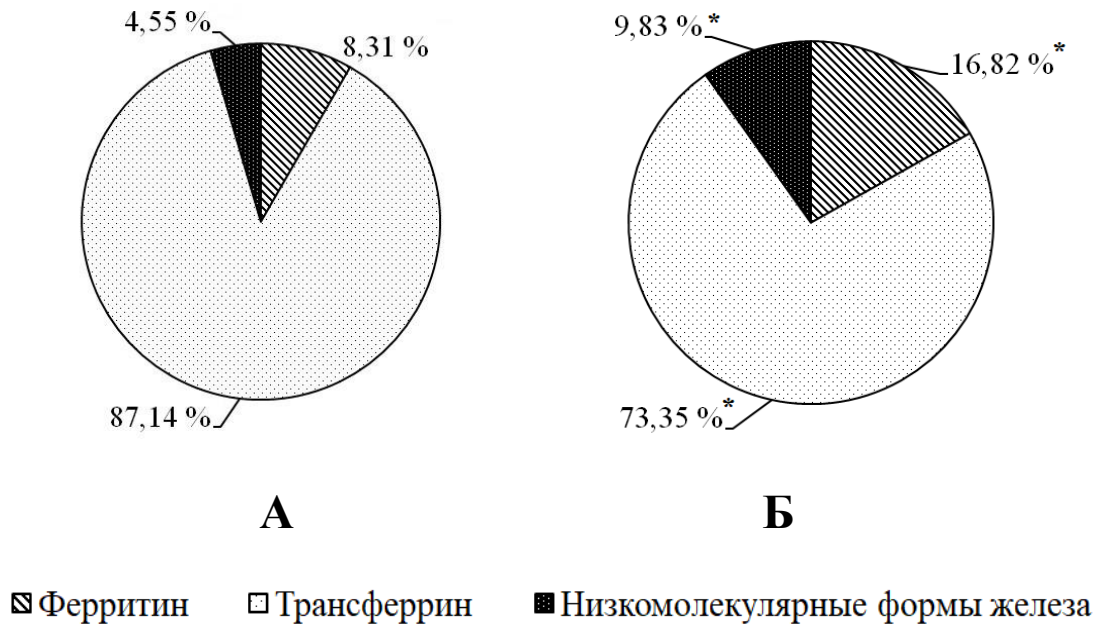 4,55 %
8,31 %
87,14 %
А
9,83 %*
16,82 %*
73,35 %*
Б
Ферритин
Трансферрин
Низкомолекулярные формы железа